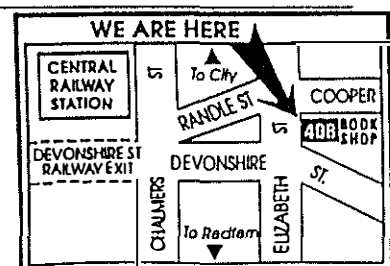 WE ARE HERE
CENTRAL
RAILWAY
STATION
ST
To City
RANDLE ST
COOPER
ST
4DR BOOK
SHOP
DEVONSHIRE ST
RAILWAY EXIT
DEVONSHIRE
ST.
CHALMERS
To Redfern
ELIZABETH